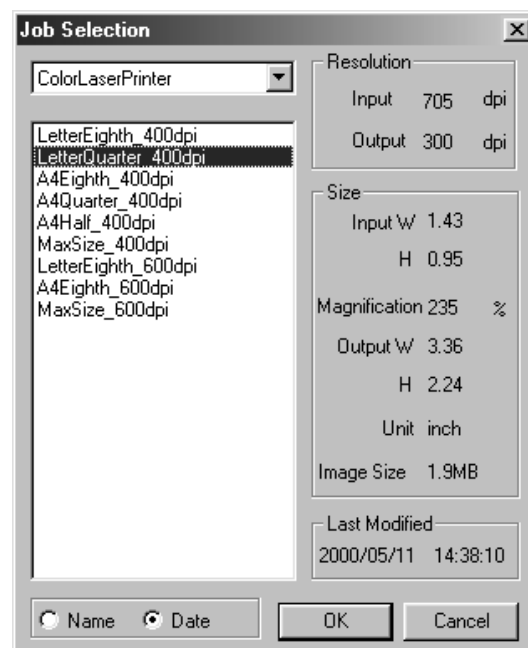 Job Selection
ColorLaserPrinter
LetterEighth_400dpi
LetterQuarter_400dpi
A4Eighth_400dpi
A4Quarter_400dpi
A4Half_400dpi
MaxSize_400dpi
LetterEighth_600dpi
A4Eighth_600dpi
MaxSize_600dpi
Name Date
Resolution
Input 705 dpi
Output 300 dpi
Size
Input W 1.43
H 0.95
Magnification 235 %
Output W 3.36
H 2.24
Unit inch
Image Size 1.9MB
Last Modified
2000/05/11 14:38:10
OK Cancel